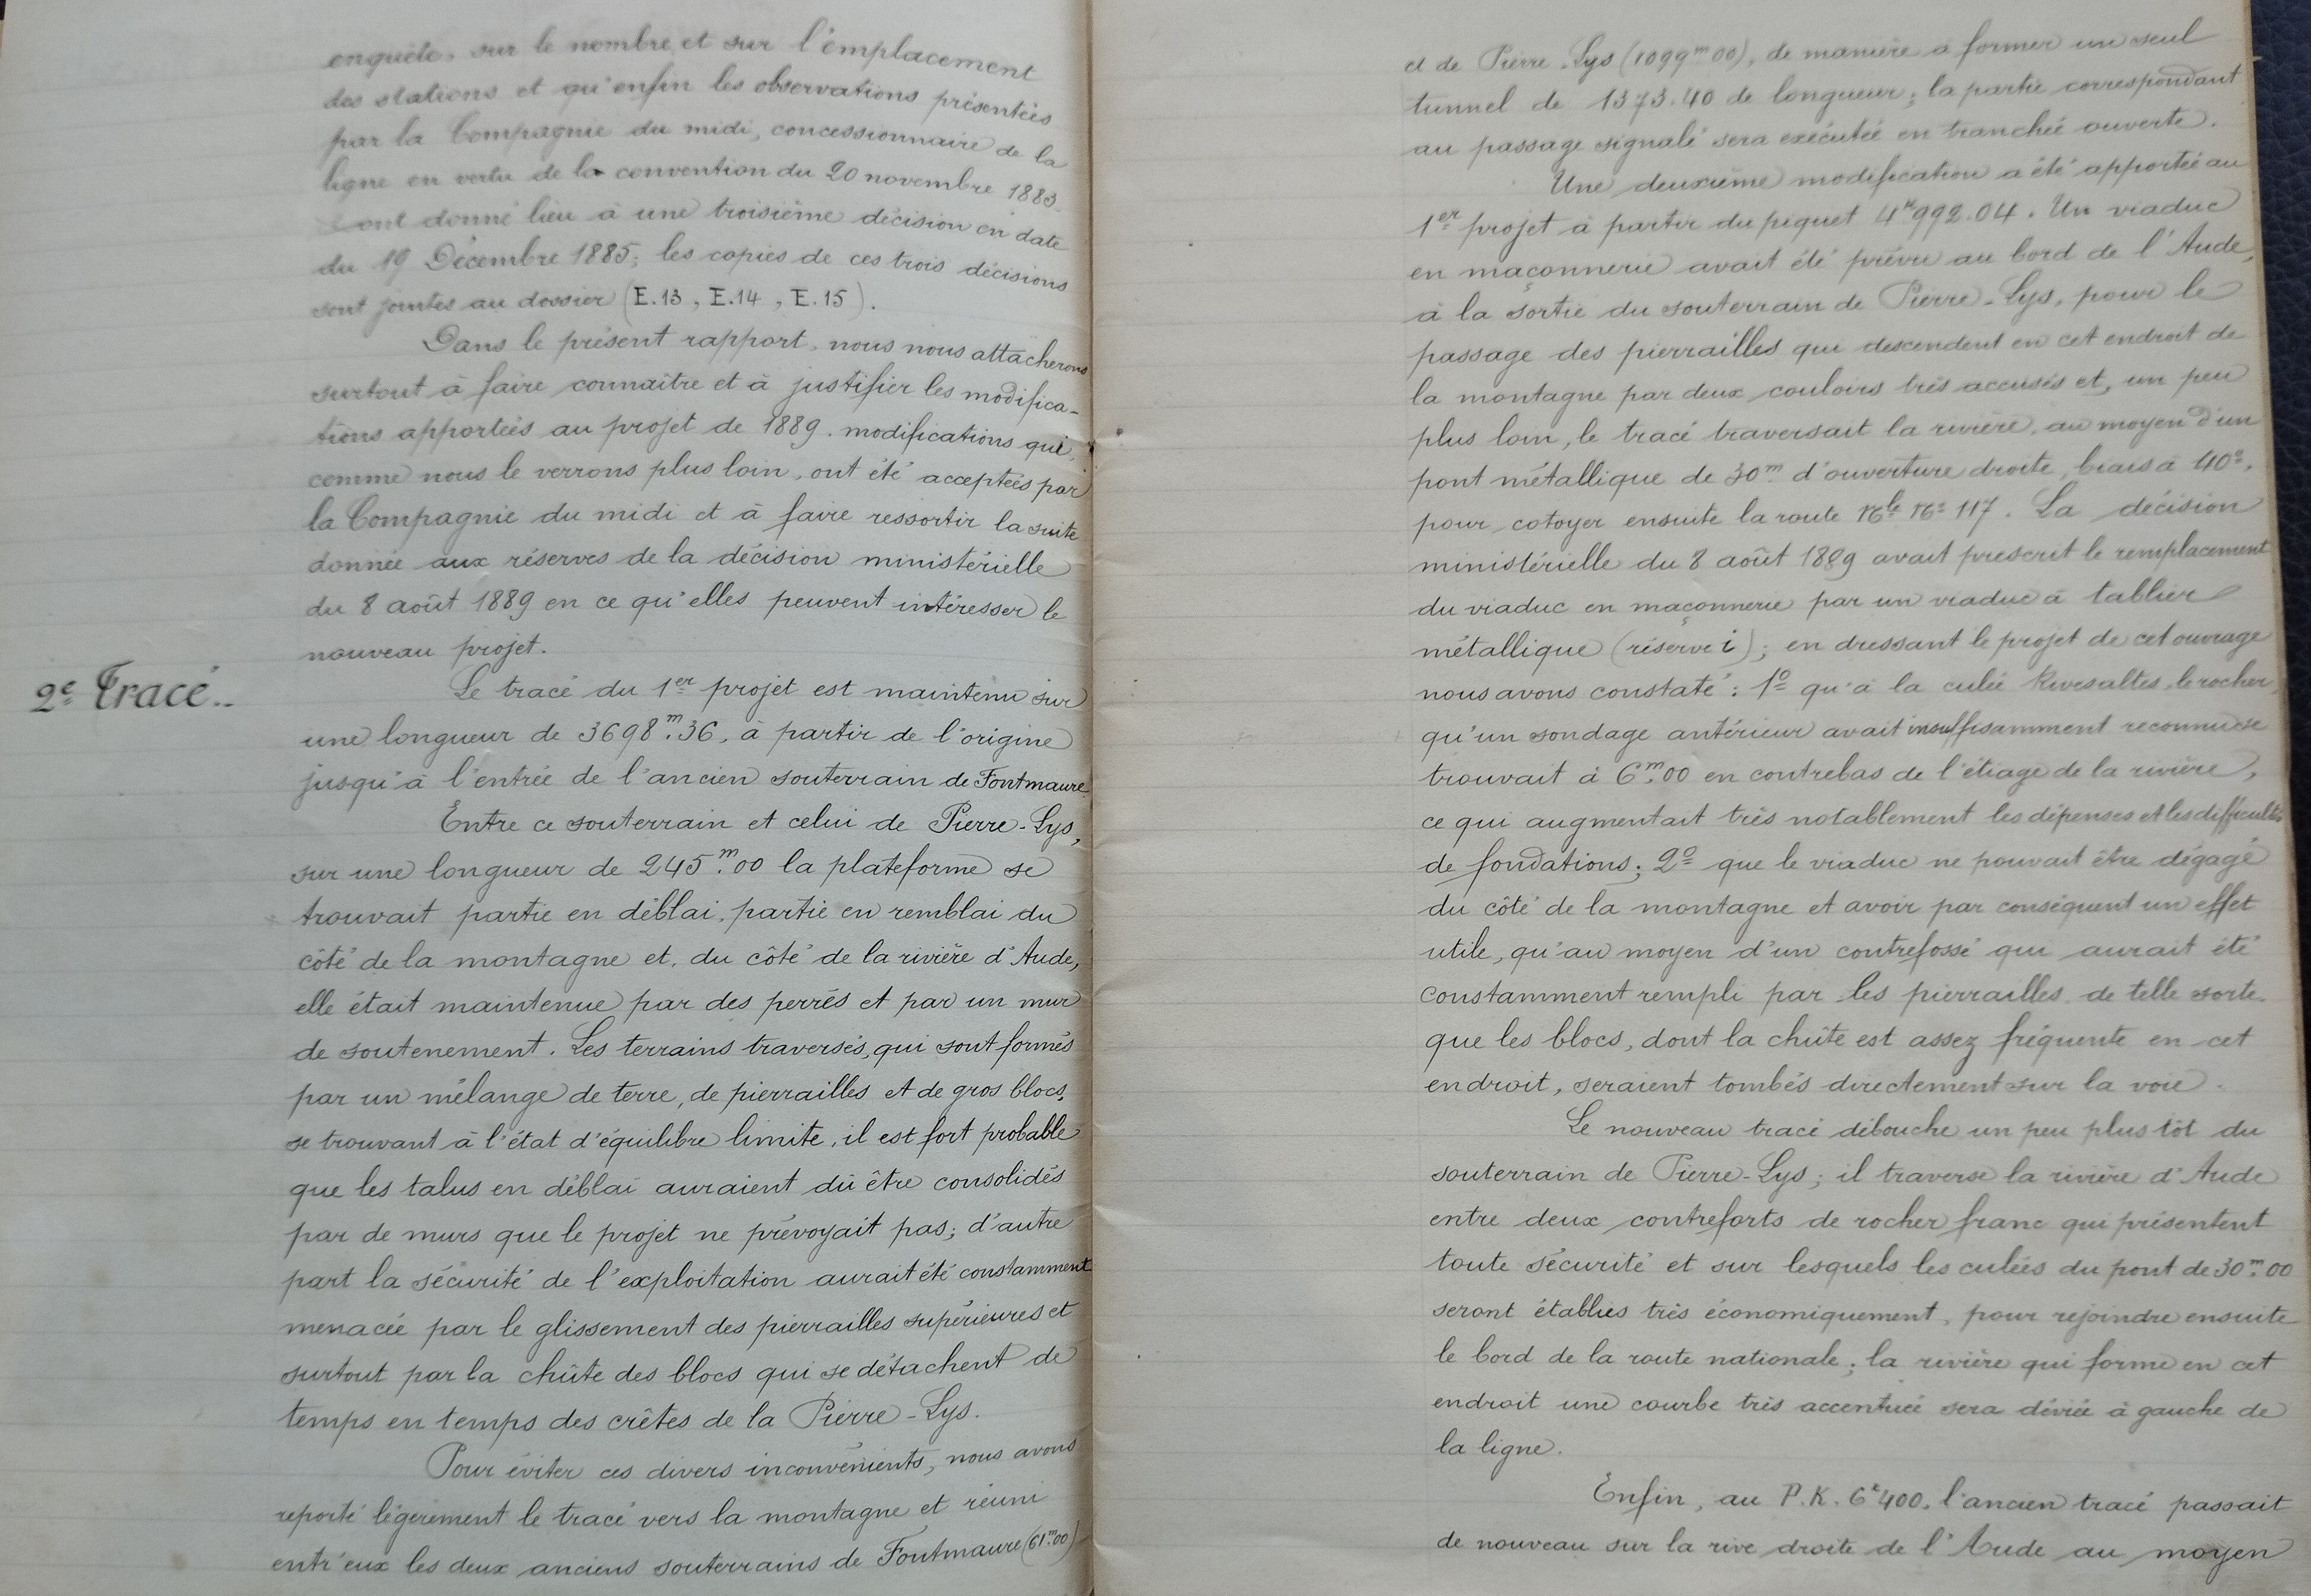 enquête, sur le nombre et sur l'emplacement
des stations et qu'enfin les observations présentées
par la Compagnie du midi, concessionnaire de la
ligne en vertu de la convention du 20 novembre 1883
ont donné lieu à une troisième décision en date
du 19 Décembre 1885; les copies de ces trois décisions
sont jointes au dossier (E.13, E.14, E.15).
Dans le présent rapport, nous nous attacherons
surtout à faire connaître et à justifier les modifica-
tions apportées au projet de 1889. modifications qui,
comme nous le verrons plus loin, ont été acceptées par
la Compagnie du midi et à faire ressortir la suite
donnée aux réserves de la décision ministérielle
du 8 août 1889 en ce qu'elles peuvent intéresser le
nouveau projet.
2e Tracé..
Le tracé du 1er projet est maintenu sur
une longueur de 3698m.36, à partir de l'origine
jusqu'à l'entrée de l'ancien souterrain de Fontmaure
Entre ce souterrain et celui de Pierre-Lys,
sur une longueur de 245m.00 la plateforme se
trouvait partie en déblai, partie en remblai du
côté de la montagne et, du côté de la rivière d'Aude,
elle était maintenue par des perrés et par un mur
de soutenement. Les terrains traversés, qui sont formés
par un mélange de terre, de pierrailles et de gros blocs,
se trouvant à l'état d'équilibre limite, il est fort probable
que les talus en déblai auraient dû être consolidés
par de murs que le projet ne prévoyait pas; d'autre
part la sécurité de l'exploitation aurait été constamment
menacée par le glissement des pierrailles supérieures et
surtout par la chûte des blocs qui se détachent de
temps en temps des crêtes de la Pierre-Lys.
Pour éviter ces divers inconvénients, nous avons
reporté légèrement le tracé vers la montagne et réuni
entr'eux les deux anciens souterrains de Fontmaure (61m.00)
et de Pierre-Lys (1099m00), de manière à former un seul
tunnel de 1373.40 de longueur; la partie correspondant
au passage signalé sera exécutée en tranchée ouverte.
Une deuxième modification a été apportée au
1er projet à partir du piquet 4k992.04. Un viaduc
en maçonnerie avait été prévu au bord de l'Aude,
à la sortie du souterrain de Pierre-Lys, pour le
passage des pierrailles qui descendent en cet endroit de
la montagne par deux couloirs très accusés et, un peu
plus loin, le tracé traversait la rivière, au moyen d'un
pont métallique de 30m d'ouverture droite, biais à 40°,
pour cotoyer ensuite la route Nle No 117. La décision
ministérielle du 8 août 1889 avait prescrit le remplacement
du viaduc en maçonnerie par un viaduc à tablier
métallique (réserve i); en dressant le projet de cet ouvrage
nous avons constaté: 1o qu'à la culée Rivesaltes, le rocher,
qu'un sondage antérieur avait insuffisamment reconnu se
trouvait à 6m.00 en contrebas de l'étiage de la rivière,
ce qui augmentait très notablement les dépenses et les difficultés
de fondations; 2o que le viaduc ne pouvait être dégagé
du côté de la montagne et avoir par conséquent un effet
utile, qu'au moyen d'un contrefossé qui aurait été
constamment rempli par les pierrailles de telle sorte
que les blocs, dont la chûte est assez fréquente en cet
endroit, seraient tombés directement sur la voie.
Le nouveau tracé débouche un peu plus tôt du
souterrain de Pierre-Lys; il traverse la rivière d'Aude
entre deux contreforts de rocher franc qui présentent
toute sécurité et sur lesquels les culées du pont de 30m.00
seront établies très économiquement, pour rejoindre ensuite
le bord de la route nationale; la rivière qui forme en cet
endroit une courbe très accentuée sera déviée à gauche de
la ligne.
Enfin, au P.K. 6k400, l'ancien tracé passait
de nouveau sur la rive droite de l'Aude au moyen